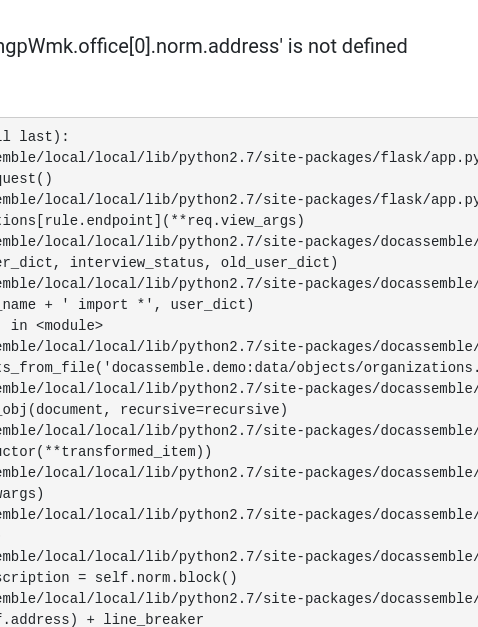 ngpWmk.office[0].norm.address' is not defined
ll last):
emble/local/local/lib/python2.7/site-packages/flask/app.py
quest()
emble/local/local/lib/python2.7/site-packages/flask/app.py
tions[rule.endpoint](**req.view_args)
emble/local/local/lib/python2.7/site-packages/docassemble/
er_dict, interview_status, old_user_dict)
emble/local/local/lib/python2.7/site-packages/docassemble/
_name + ' import *', user_dict)
, in <module>
emble/local/local/lib/python2.7/site-packages/docassemble/
ts_from_file('docassemble.demo:data/objects/organizations.
emble/local/local/lib/python2.7/site-packages/docassemble/
_obj(document, recursive=recursive)
emble/local/local/lib/python2.7/site-packages/docassemble/
uctor(**transformed_item))
emble/local/local/lib/python2.7/site-packages/docassemble/
wargs)
emble/local/local/lib/python2.7/site-packages/docassemble/
emble/local/local/lib/python2.7/site-packages/docassemble/
scription = self.norm.block()
emble/local/local/lib/python2.7/site-packages/docassemble/
f.address) + line_breaker